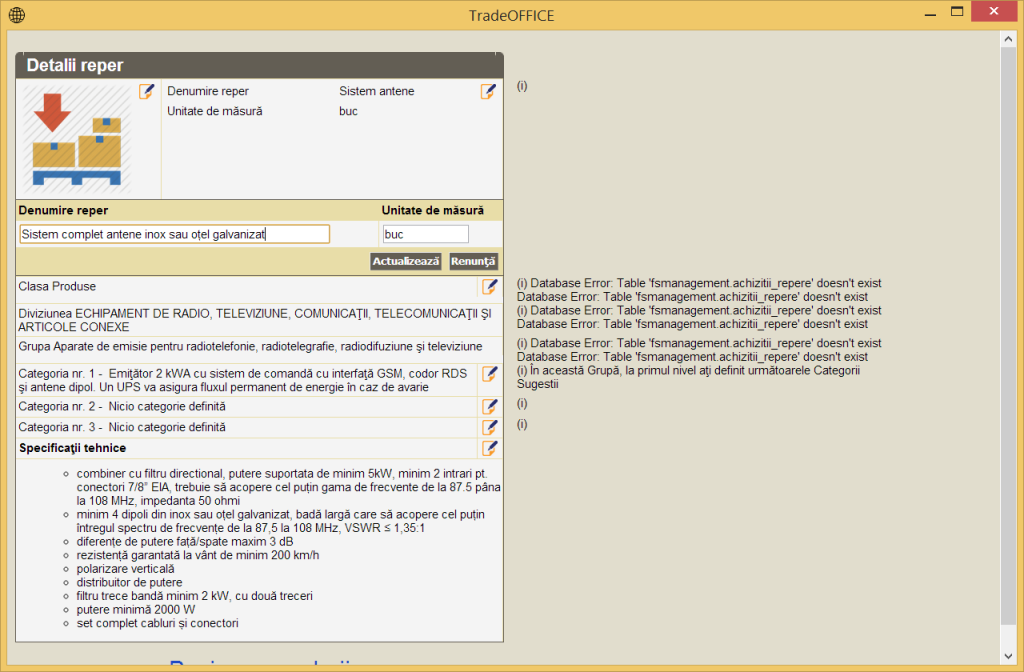 TradeOFFICE
Detalii reper
Denumire reper Sistem antene
Unitate de măsură buc
(i)
Denumire reper Unitate de măsură
Sistem complet antene inox sau oțel galvanizat buc
Actualizează Renunţă
Clasa Produse
(i) Database Error: Table 'fsmanagement.achizitii_repere' doesn't exist
Database Error: Table 'fsmanagement.achizitii_repere' doesn't exist
Diviziunea ECHIPAMENT DE RADIO, TELEVIZIUNE, COMUNICAŢII, TELECOMUNICAŢII ŞI
ARTICOLE CONEXE
(i) Database Error: Table 'fsmanagement.achizitii_repere' doesn't exist
Database Error: Table 'fsmanagement.achizitii_repere' doesn't exist
Grupa Aparate de emisie pentru radiotelefonie, radiotelegrafie, radiodifuziune şi televiziune
(i) Database Error: Table 'fsmanagement.achizitii_repere' doesn't exist
Database Error: Table 'fsmanagement.achizitii_repere' doesn't exist
Categoria nr. 1 - Emiţător 2 kWA cu sistem de comandă cu interfaţă GSM, codor RDS
şi antene dipol. Un UPS va asigura fluxul permanent de energie în caz de avarie
(i) În această Grupă, la primul nivel aţi definit următoarele Categorii
Sugestii
Categoria nr. 2 - Nicio categorie definită
(i)
Categoria nr. 3 - Nicio categorie definită
(i)
Specificaţii tehnice
combiner cu filtru directional, putere suportata de minim 5kW, minim 2 intrari pt.
conectori 7/8” EIA, trebuie să acopere cel puțin gama de frecvente de la 87.5 pâna
la 108 MHz, impedanta 50 ohmi
minim 4 dipoli din inox sau oțel galvanizat, badă largă care să acopere cel puțin
întregul spectru de frecvențe de la 87,5 la 108 MHz, VSWR ≤ 1,35:1
diferențe de putere față/spate maxim 3 dB
rezistență garantată la vânt de minim 200 km/h
polarizare verticală
distribuitor de putere
filtru trece bandă minim 2 kW, cu două treceri
putere minimă 2000 W
set complet cabluri și conectori